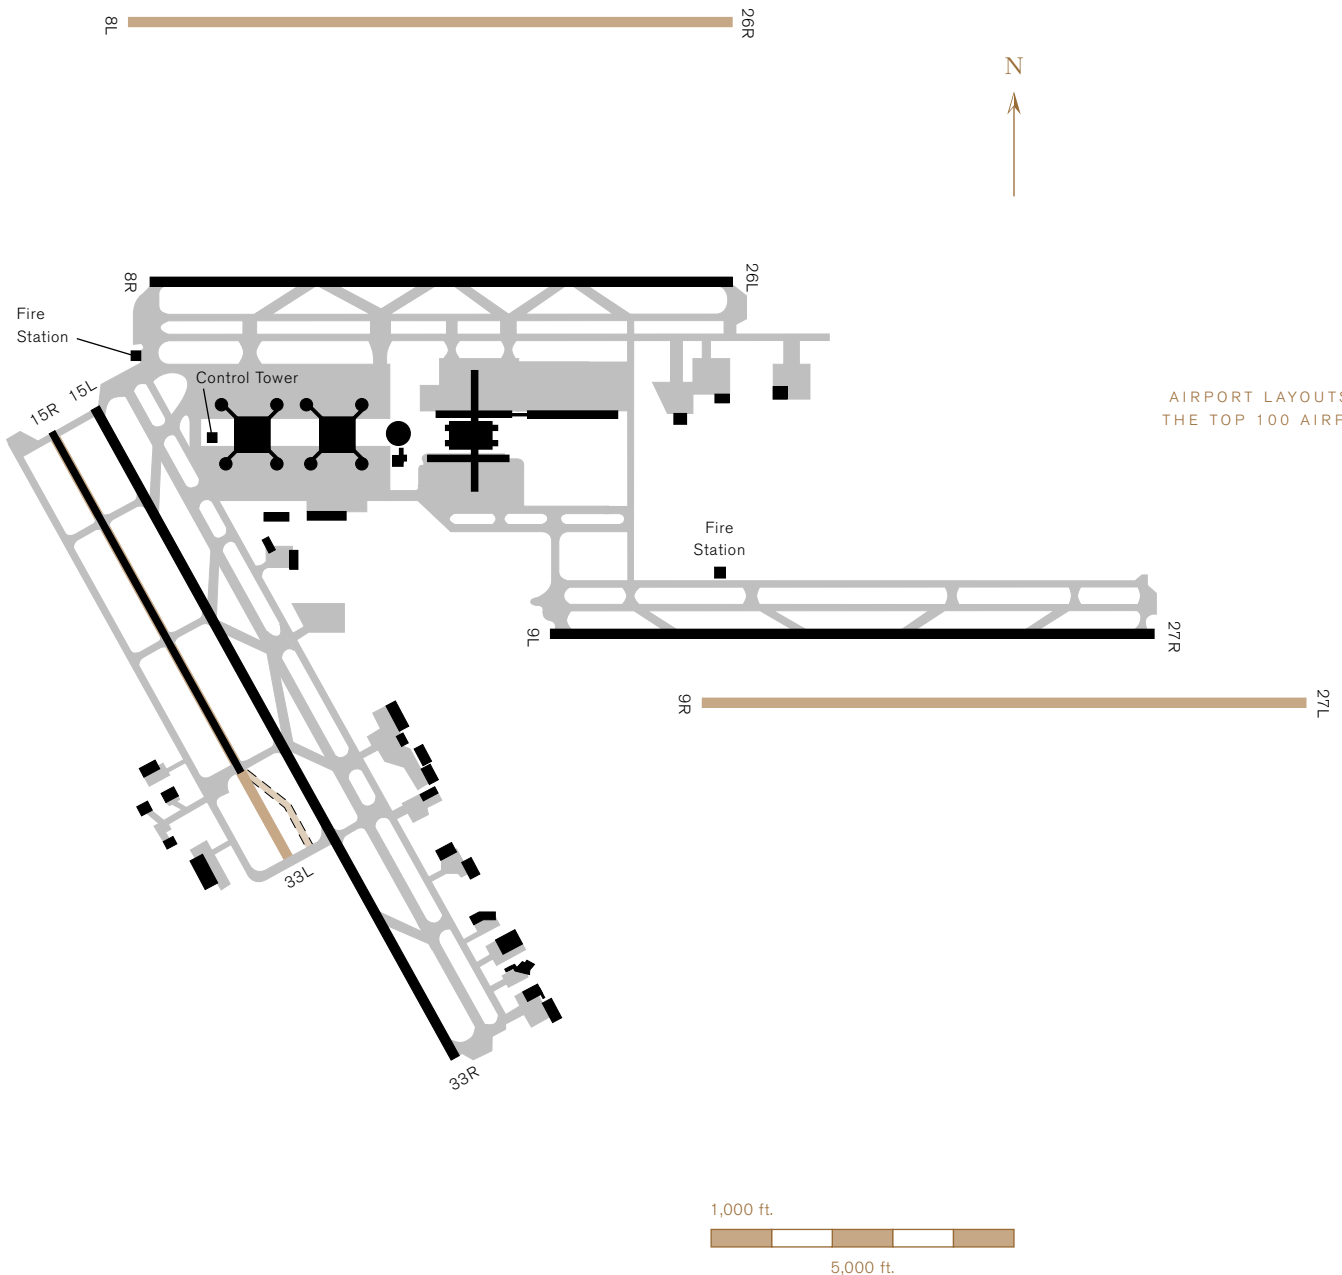 8L
26R
N
8R
26L
Fire
Station
Control Tower
15R
15L
AIRPORT LAYOUTS
THE TOP 100 AIRP
Fire
Station
9L
27R
9R
27L
33L
33R
1,000 ft.
5,000 ft.